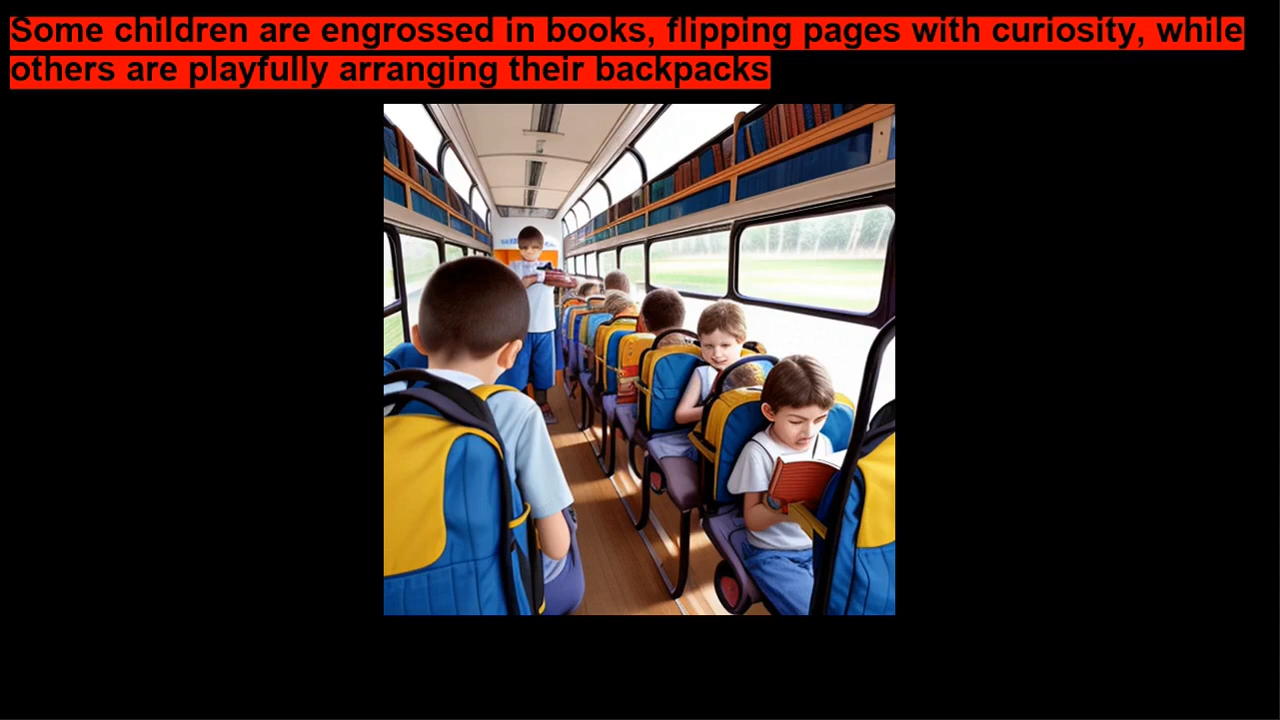 Some children are engrossed in books, flipping pages with curiosity, while
others are playfully arranging their backpacks